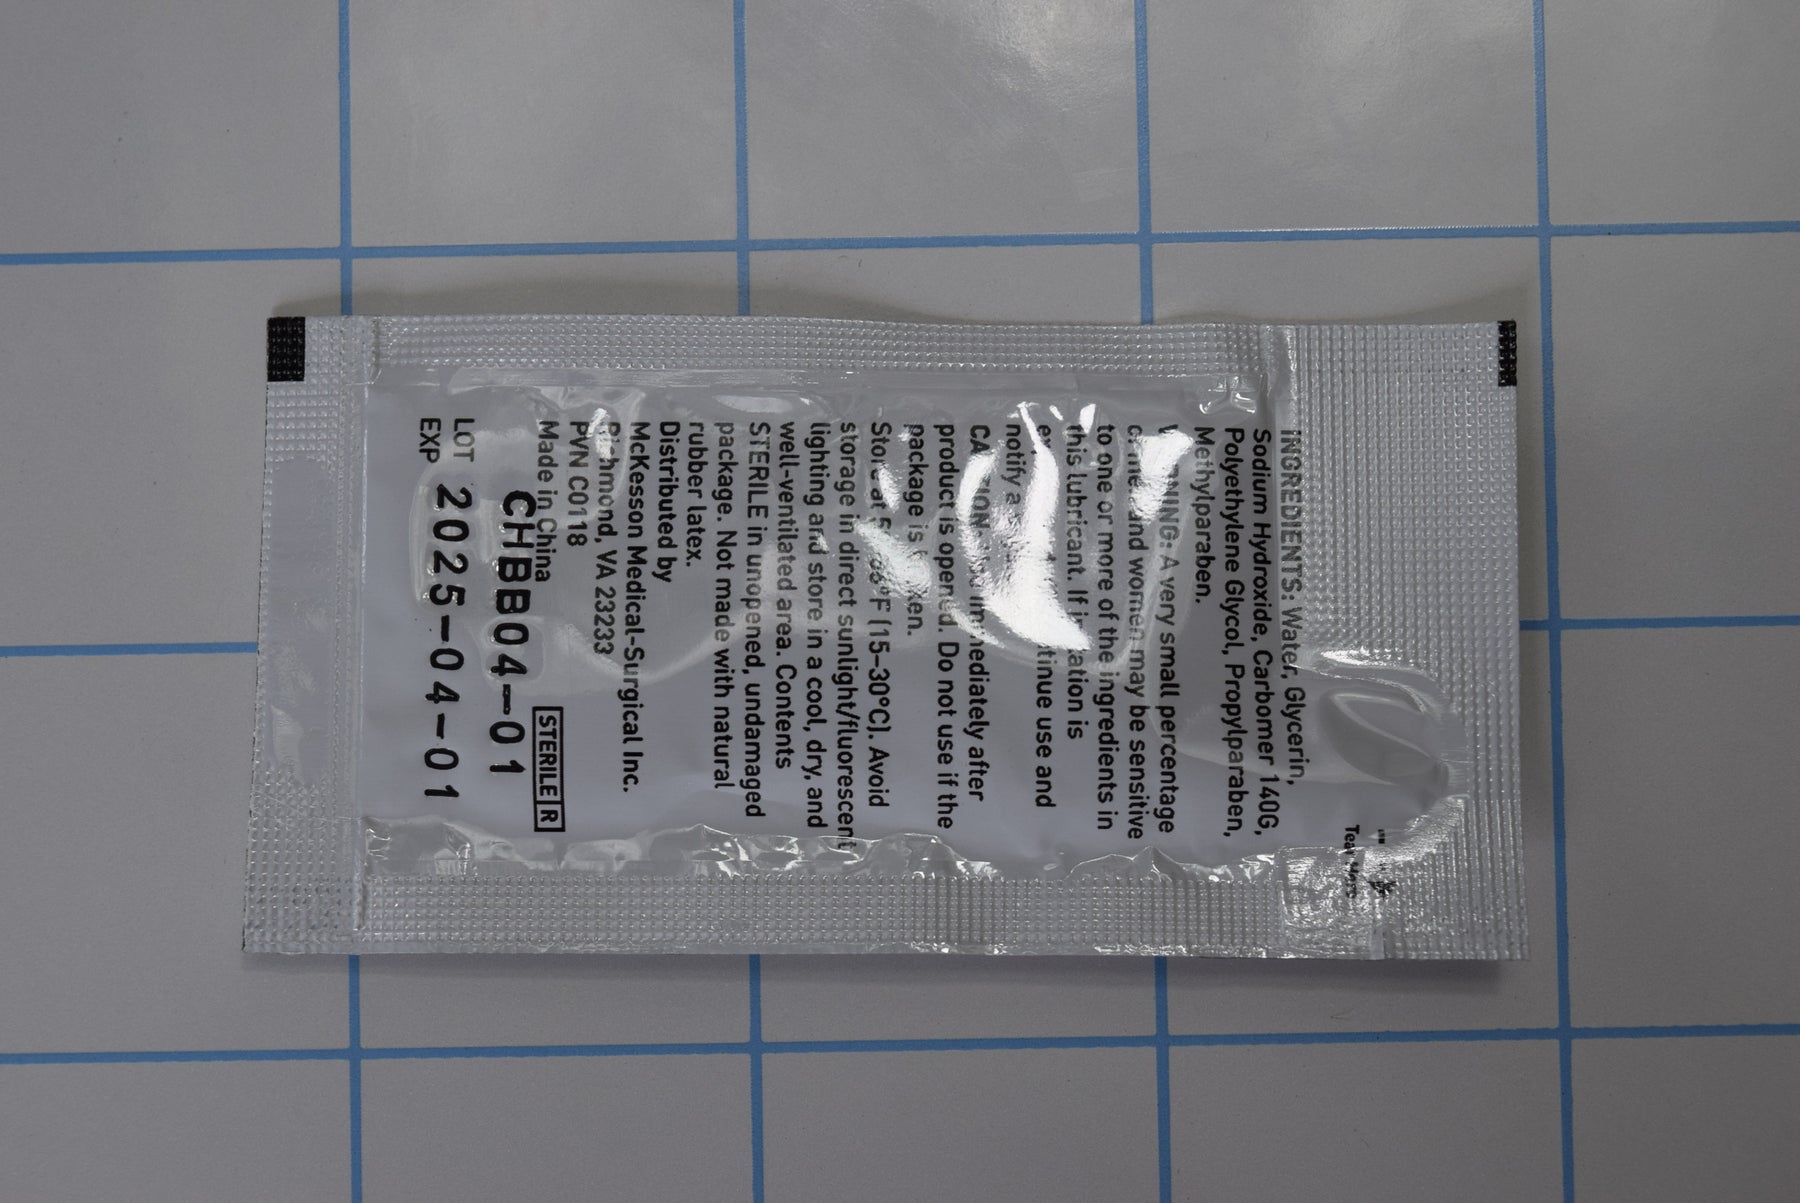 Tear Here
INGREDIENTS: Water, Glycerin,
Sodium Hydroxide, Carbomer 140G,
Polyethylene Glycol, Propylparaben,
Methylparaben.
A very small percentage
and women may be sensitive
to one or more of the ingredients in
this lubricant. If
use and
notify
CAUTION: immediately after
product is opened. Do not use if the
package is
Store at (15-30°C). Avoid
storage in direct sunlight/fluorescent
lighting and store in a cool, dry, and
well-ventilated area. Contents
STERILE in unopened, undamaged
package. Not made with natural
rubber latex.
Distributed by
McKesson Medical-Surgical Inc.
Richmond, VA 23233
PVN C0118
Made in China
STERILE R
LOT CHBB04-01
EXP 2025-04-01